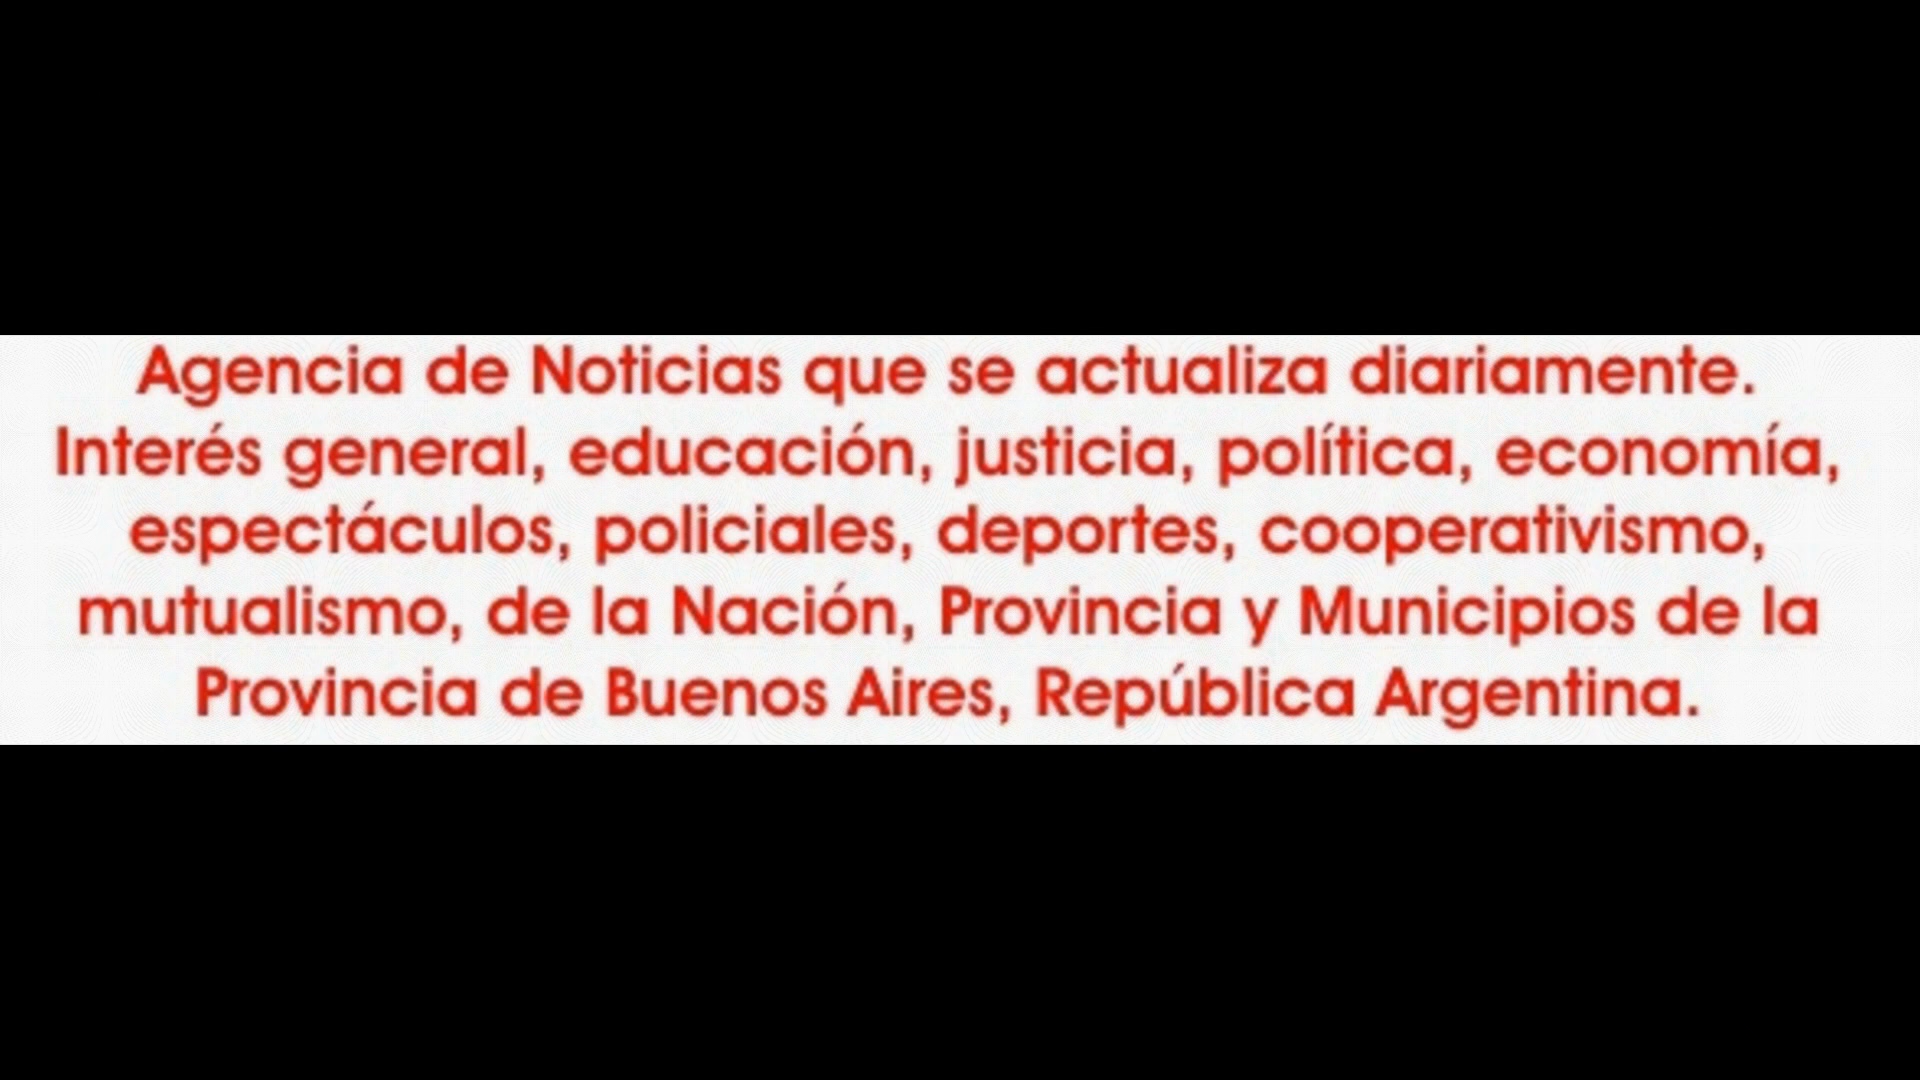 Agencia de Noticias que se actualiza diariamente.
Interés general, educación, justicia, política, economía,
espectáculos, policiales, deportes, cooperativismo,
mutualismo, de la Nación, Provincia y Municipios de la
Provincia de Buenos Aires, República Argentina.